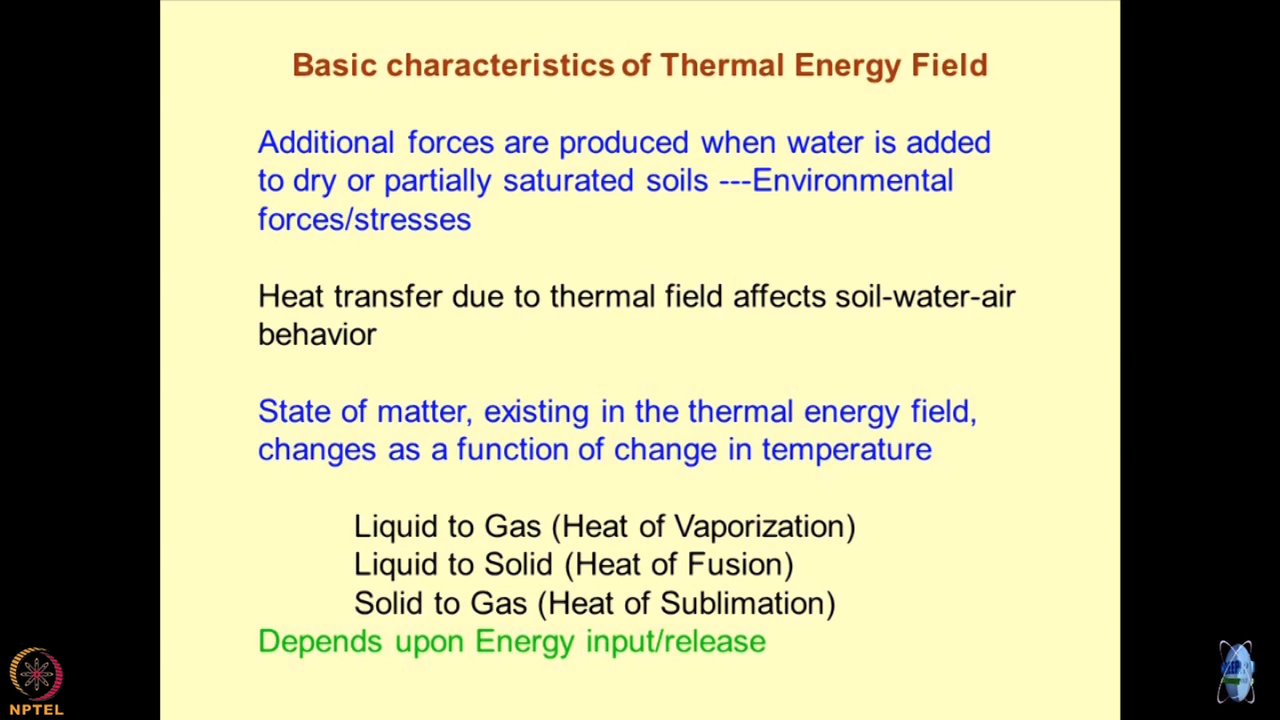 Basic characteristics of Thermal Energy Field
Additional forces are produced when water is added
to dry or partially saturated soils ---Environmental
forces/stresses
Heat transfer due to thermal field affects soil-water-air
behavior
State of matter, existing in the thermal energy field,
changes as a function of change in temperature
Liquid to Gas (Heat of Vaporization)
Liquid to Solid (Heat of Fusion)
Solid to Gas (Heat of Sublimation)
Depends upon Energy input/release
NPTEL